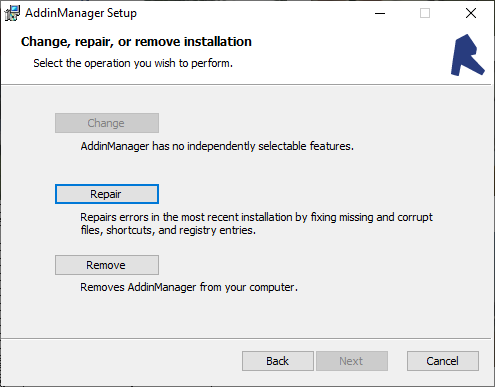 AddinManager Setup
Change, repair, or remove installation
Select the operation you wish to perform.
Change
AddinManager has no independently selectable features.
Repair
Repairs errors in the most recent installation by fixing missing and corrupt
files, shortcuts, and registry entries.
Remove
Removes AddinManager from your computer.
Back Next Cancel